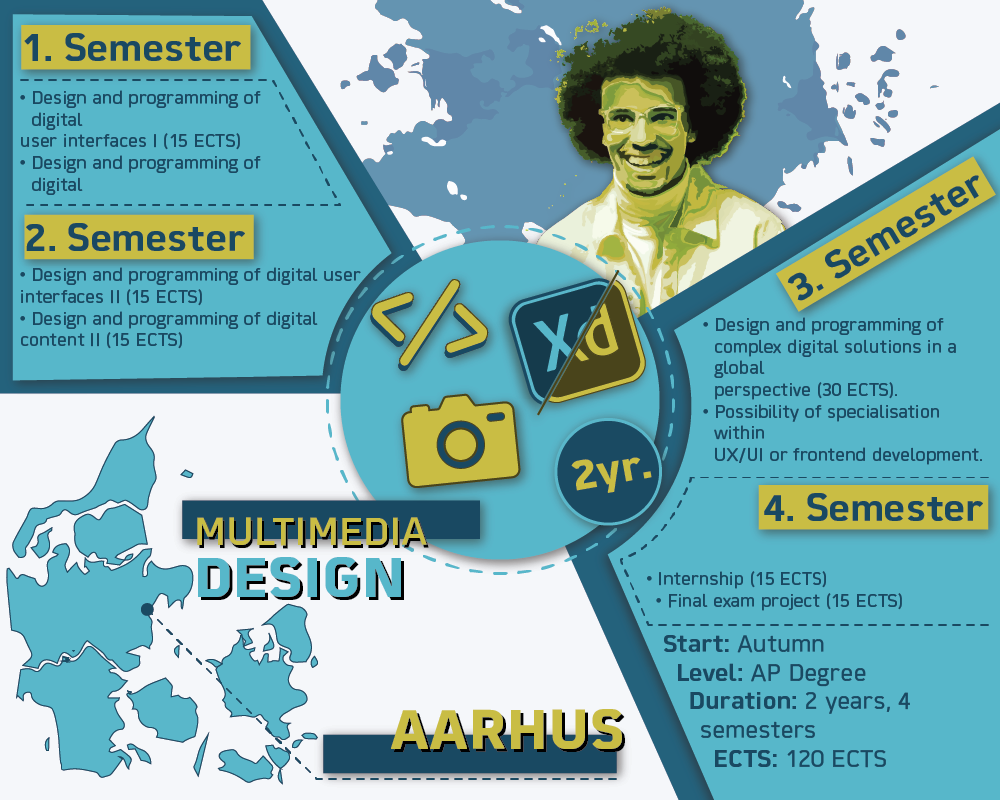 1. Semester
• Design and programming of
digital
user interfaces I (15 ECTS)
• Design and programming of
digital
2. Semester
• Design and programming of digital user
interfaces II (15 ECTS)
• Design and programming of digital
content II (15 ECTS)
</>
Xd
2yr.
3. Semester
• Design and programming of
complex digital solutions in a
global
perspective (30 ECTS).
• Possibility of specialisation
within
UX/UI or frontend development.
4. Semester
• Internship (15 ECTS)
• Final exam project (15 ECTS)
Start: Autumn
Level: AP Degree
Duration: 2 years, 4
semesters
ECTS: 120 ECTS
MULTIMEDIA
DESIGN
AARHUS